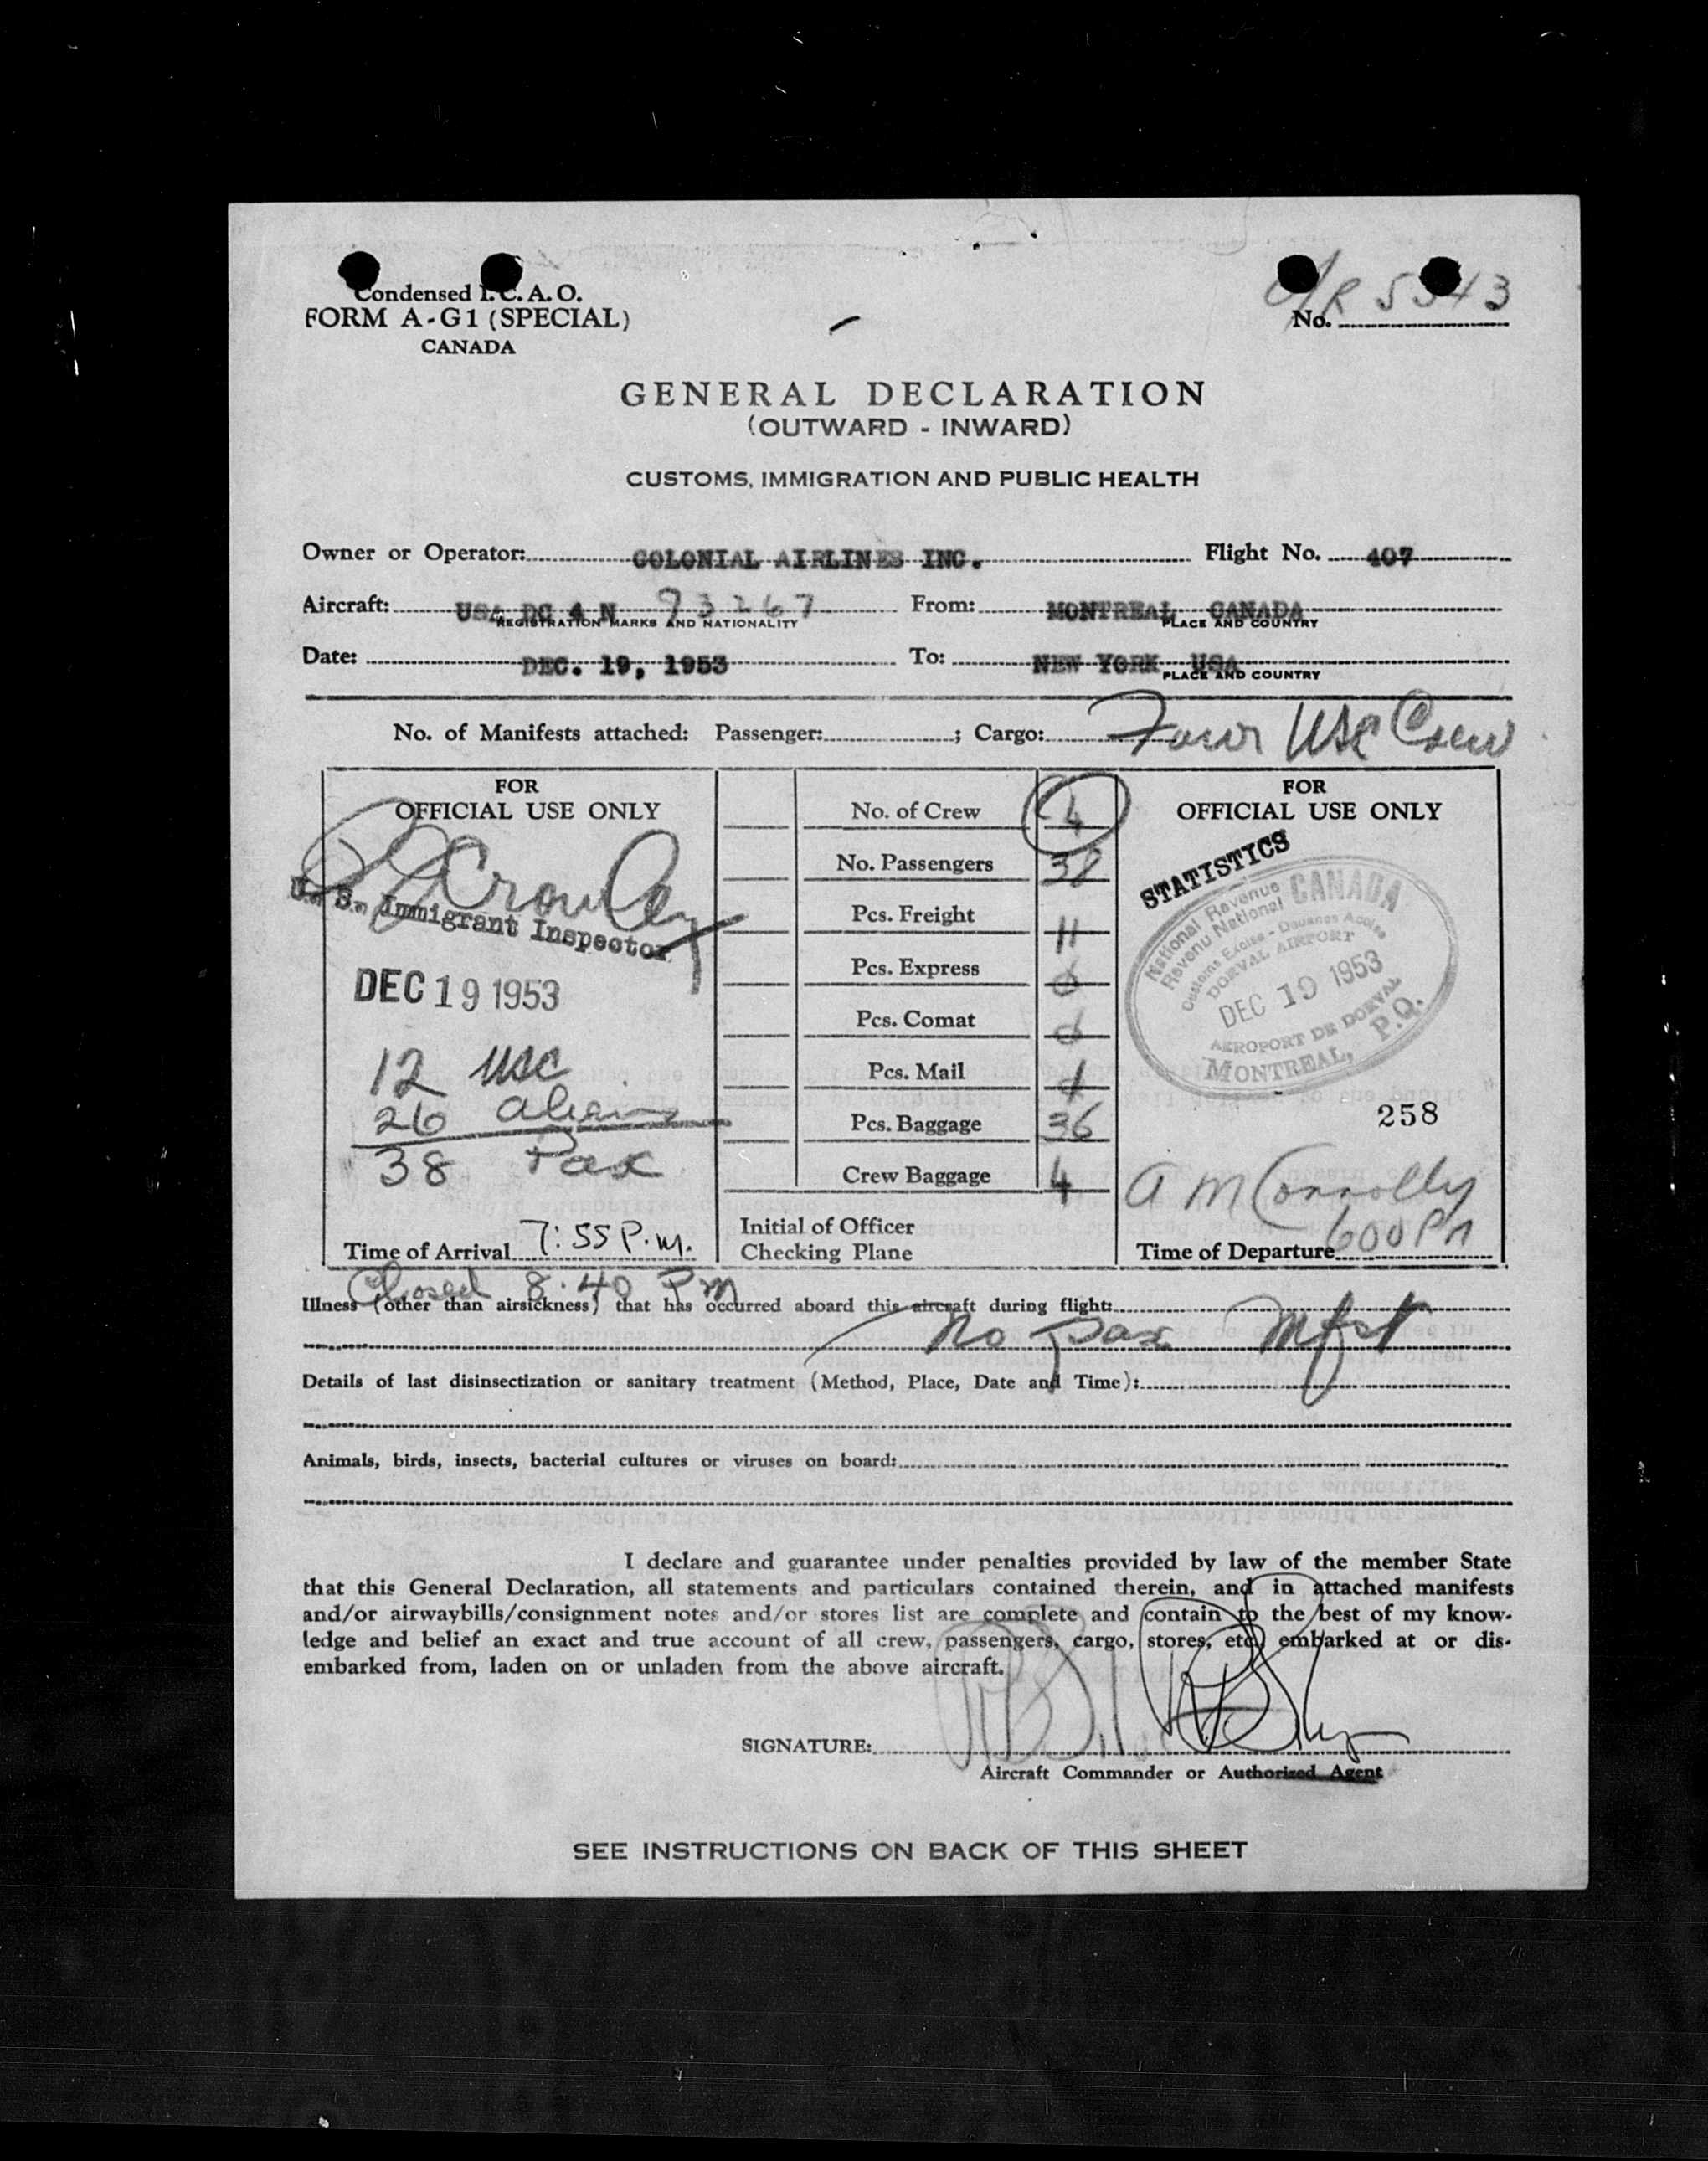 Condensed I. C. A. O.
FORM A-G1 (SPECIAL)
CANADA
No.
GENERAL DECLARATION
(OUTWARD - INWARD)
CUSTOMS, IMMIGRATION AND PUBLIC HEALTH
Owner or Operator: COLONIAL AIRLINES INC. Flight No. 407
Aircraft: USA DC 4 N 93267 From: MONTREAL CANADA
REGISTRATION MARKS AND NATIONALITY PLACE AND COUNTRY
Date: DEC. 19, 1953 To: NEW YORK USA
PLACE AND COUNTRY
No. of Manifests attached: Passenger: ; Cargo: Four USC Crew
FOR
OFFICIAL USE ONLY
Crowley
U. S. Immigrant Inspector
DEC 19 1953
12 USC
26 aliens
38 Pax
Time of Arrival 7:55 P.M.
Closed 8:40 Pm
No. of Crew 4
No. Passengers 38
Pcs. Freight 11
Pcs. Express
Pcs. Comat
Pcs. Mail
Pcs. Baggage 36
Crew Baggage 4
Initial of Officer
Checking Plane
FOR
OFFICIAL USE ONLY
STATISTICS
National Revenue CANADA
Revenu National
Customs Excise - Douanes Accise
DORVAL AIRPORT
DEC 19 1953
AEROPORT DE DORVAL
MONTREAL, P.Q.
258
A M Connolly
Time of Departure 600 PM
Illness (other than airsickness) that has occurred aboard this aircraft during flight:
No Pax Mfst
Details of last disinsectization or sanitary treatment (Method, Place, Date and Time):
Animals, birds, insects, bacterial cultures or viruses on board:
I declare and guarantee under penalties provided by law of the member State
that this General Declaration, all statements and particulars contained therein, and in attached manifests
and/or airwaybills/consignment notes and/or stores list are complete and contain to the best of my know-
ledge and belief an exact and true account of all crew, passengers, cargo, stores, etc, embarked at or dis-
embarked from, laden on or unladen from the above aircraft.
SIGNATURE:
Aircraft Commander or Authorized Agent
SEE INSTRUCTIONS ON BACK OF THIS SHEET